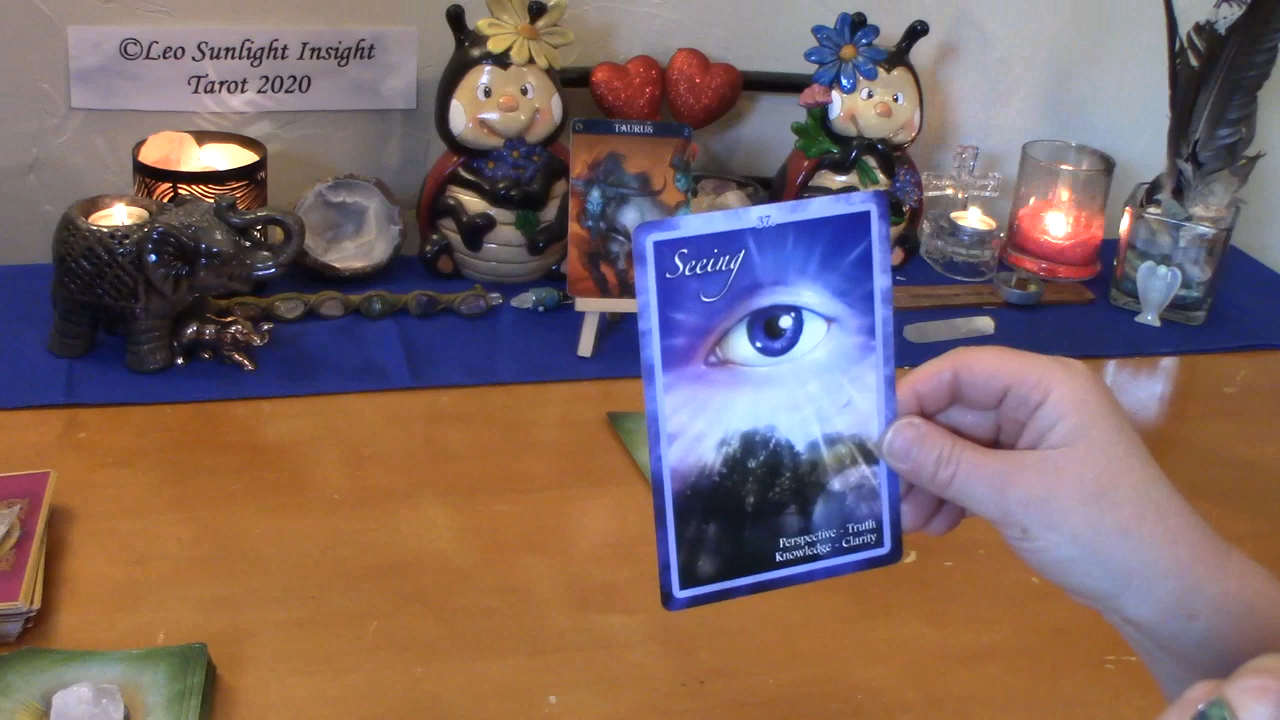 ©Leo Sunlight Insight
Tarot 2020
TAURUS
37.
Seeing
Perspective - Truth
Knowledge - Clarity